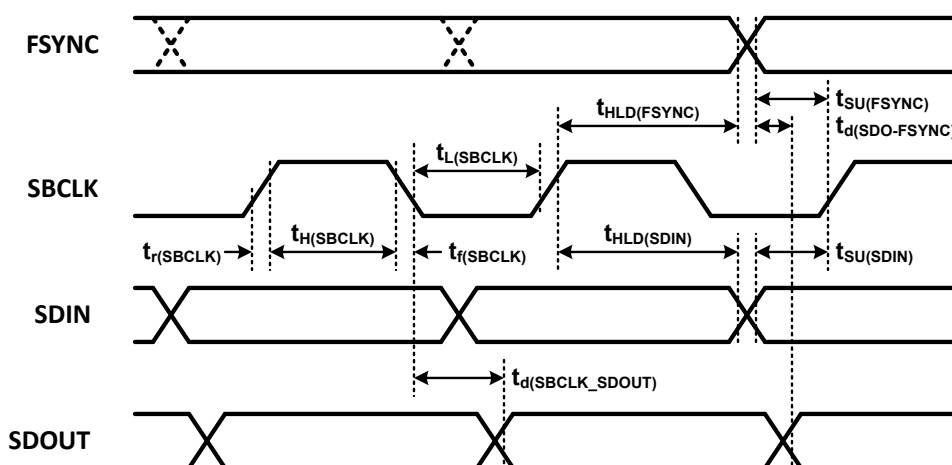 FSYNC
tSU(FSYNC)
tHLD(FSYNC)
td(SDO-FSYNC)
tL(SBCLK)
SBCLK
tr(SBCLK)
tH(SBCLK)
tf(SBCLK)
tHLD(SDIN)
tSU(SDIN)
SDIN
td(SBCLK_SDOUT)
SDOUT